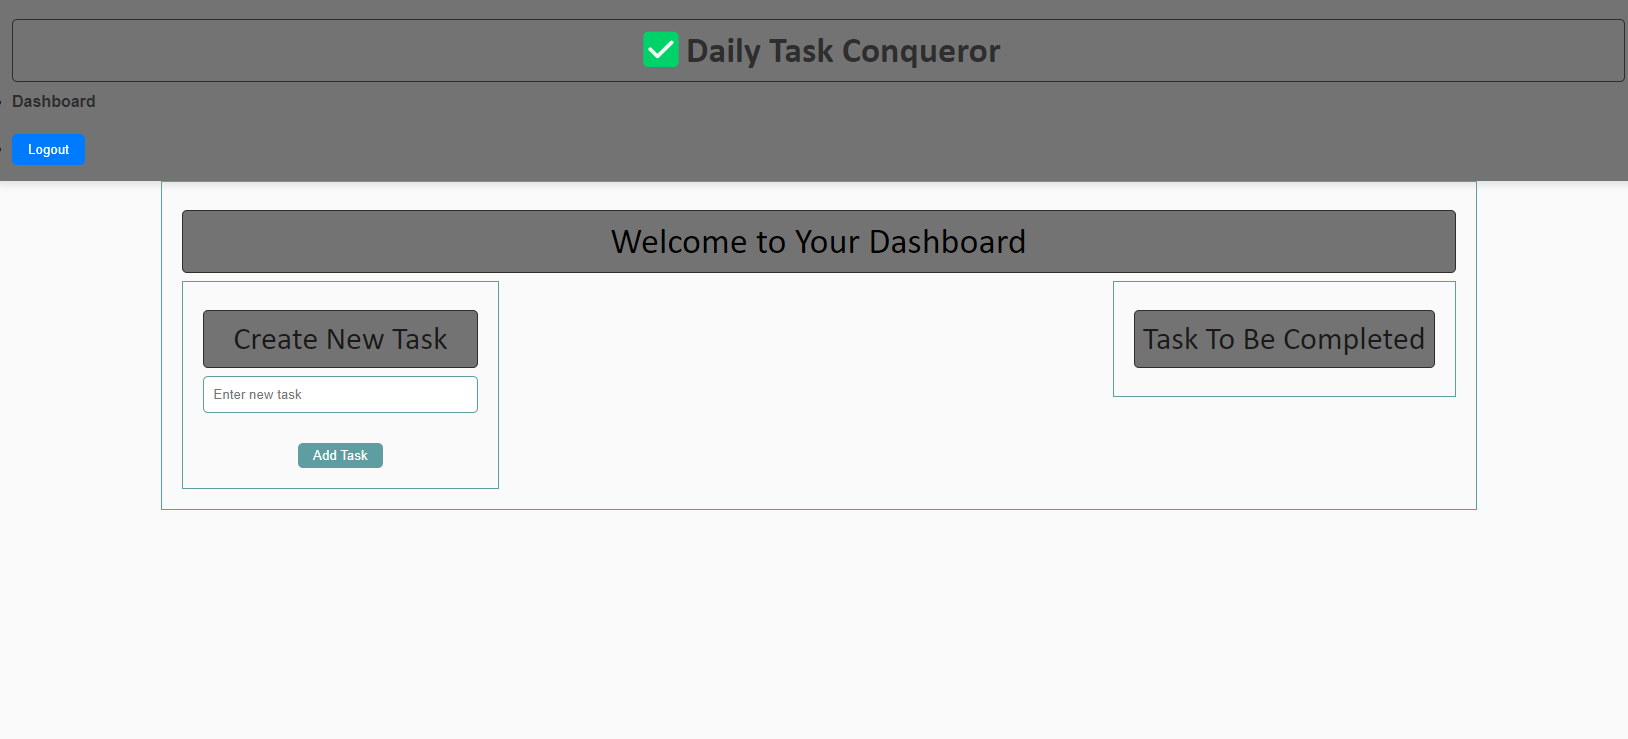 ✅ Daily Task Conqueror
Dashboard
Logout
Welcome to Your Dashboard
Create New Task
Task To Be Completed
Enter new task
Add Task